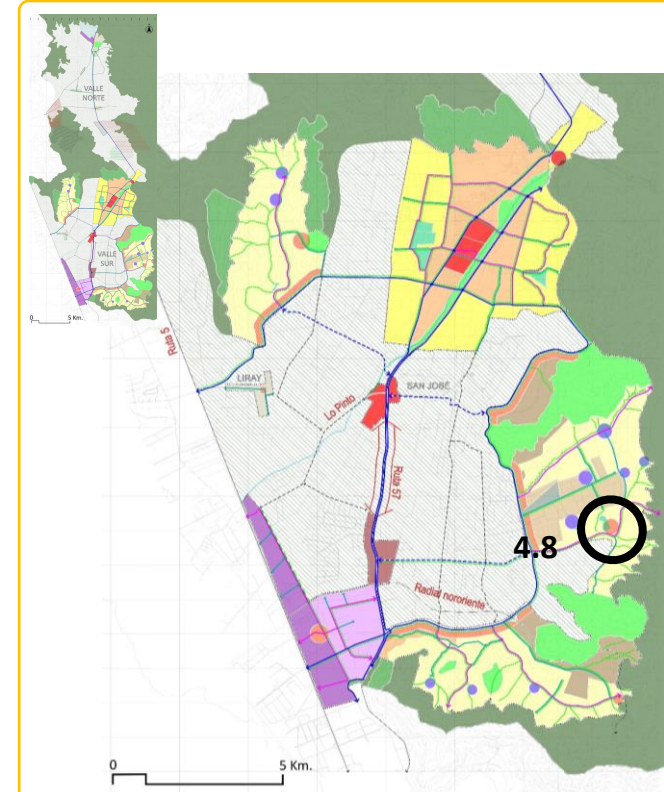 VALLE
NORTE
VALLE
SUR
0 5 Km.
Ruta 5
LIRAY
Lo Pinto
SAN JOSÉ
Ruta 57
4.8
Radial nororiente
0 5 Km.